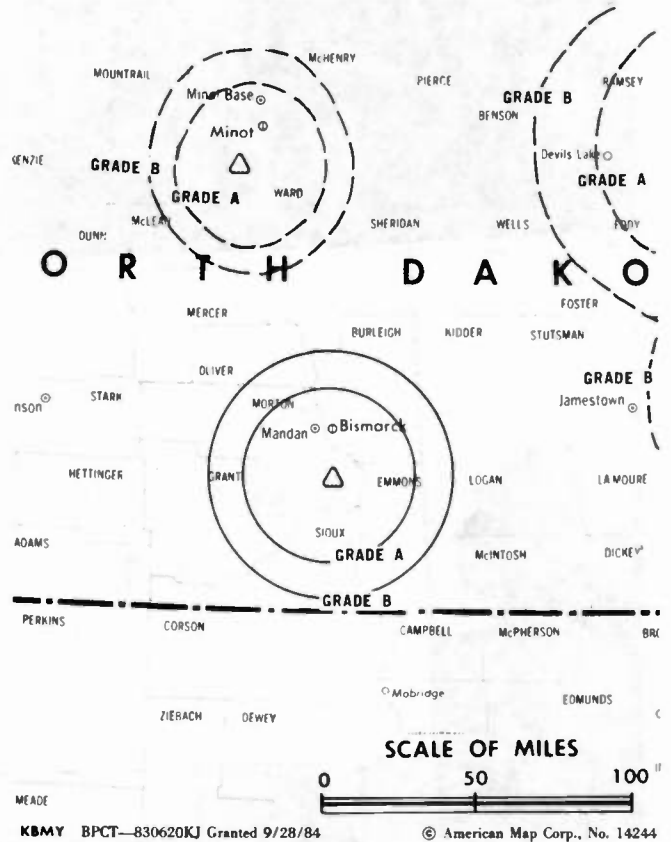 McHENRY
MOUNTRAIL
PIERCE
RAMSEY
Minot Base
GRADE B
BENSON
Minot
Devils Lake
GRADE B
GRADE A
GRADE A
WARD
McLEAN
SHERIDAN
WELLS
EDDY
DUNN
O R T H D A K O
FOSTER
MERCER
BURLEIGH
KIDDER
STUTSMAN
OLIVER
GRADE B
STARK
MORTON
Jamestown
nson
Mandan
Bismarck
HETTINGER
GRANT
EMMONS
LOGAN
LA MOURE
SIOUX
ADAMS
GRADE A
McINTOSH
DICKEY
GRADE B
PERKINS
CORSON
CAMPBELL
McPHERSON
Mobridge
EDMUNDS
ZIEBACH
DEWEY
SCALE OF MILES
0 50 100
MEADE
KBMY BPCT—830620KJ Granted 9/28/84
© American Map Corp., No. 14244